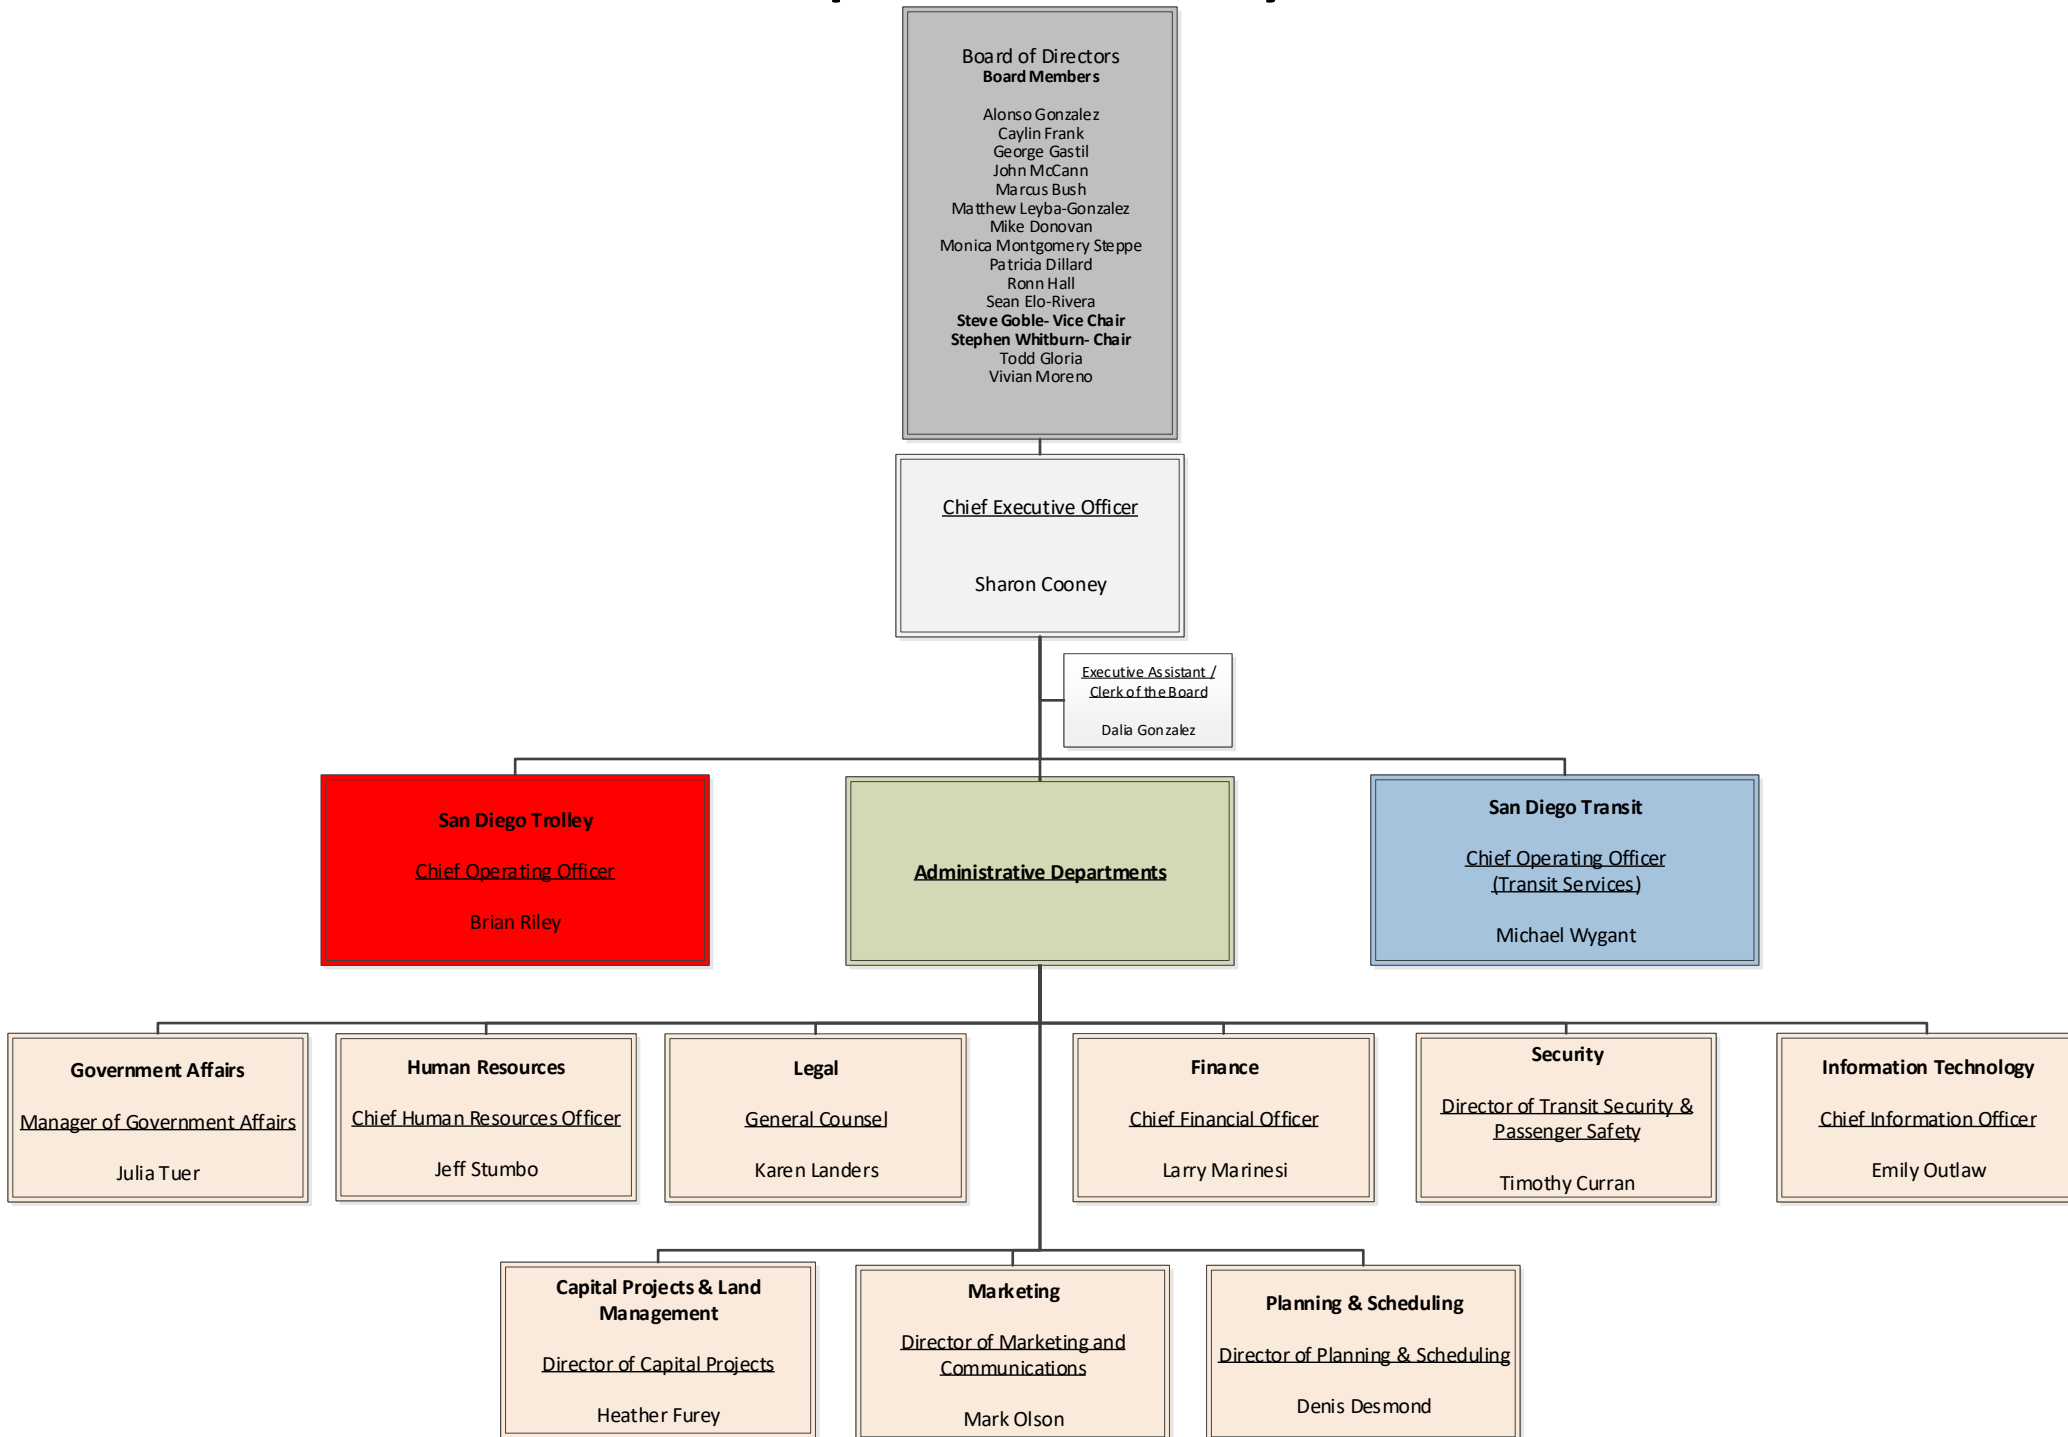 Board of Directors
Board Members
Alonso Gonzalez
Caylin Frank
George Gastil
John McCann
Marcus Bush
Matthew Leyba-Gonzalez
Mike Donovan
Monica Montgomery Steppe
Patricia Dillard
Ronn Hall
Sean Elo-Rivera
Steve Goble- Vice Chair
Stephen Whitburn- Chair
Todd Gloria
Vivian Moreno
Chief Executive Officer
Sharon Cooney
Executive Assistant /
Clerk of the Board
Dalia Gonzalez
San Diego Trolley
Chief Operating Officer
Brian Riley
Administrative Departments
San Diego Transit
Chief Operating Officer
(Transit Services)
Michael Wygant
Government Affairs
Manager of Government Affairs
Julia Tuer
Human Resources
Chief Human Resources Officer
Jeff Stumbo
Legal
General Counsel
Karen Landers
Finance
Chief Financial Officer
Larry Marinesi
Security
Director of Transit Security &
Passenger Safety
Timothy Curran
Information Technology
Chief Information Officer
Emily Outlaw
Capital Projects & Land
Management
Director of Capital Projects
Heather Furey
Marketing
Director of Marketing and
Communications
Mark Olson
Planning & Scheduling
Director of Planning & Scheduling
Denis Desmond